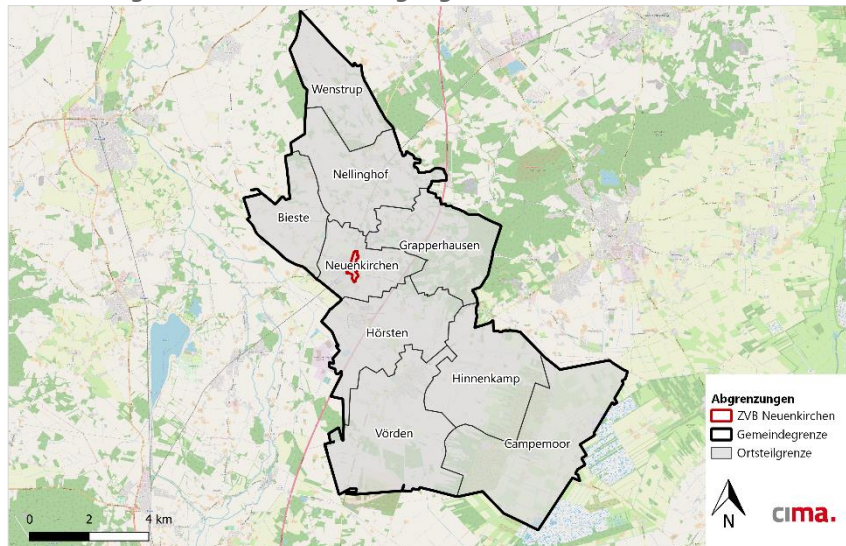 Wenstrup
Nellinghof
Bieste
Grapperhausen
Neuenkirchen
Hörsten
Hinnenkamp
Vörden
Campemoor
Abgrenzungen
ZVB Neuenkirchen
Gemeindegrenze
Ortsteilgrenze
0 2 4 km
N
cima.